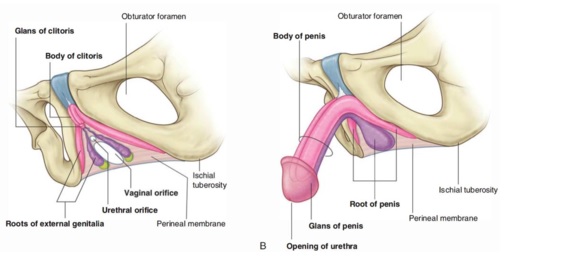 Obturator foramen
Glans of clitoris
Body of clitoris
Ischial
tuberosity
Vaginal orifice
Urethral orifice
Roots of external genitalia
Perineal membrane
Obturator foramen
Body of penis
Ischial tuberosity
Root of penis
Perineal membrane
Glans of penis
B
Opening of urethra